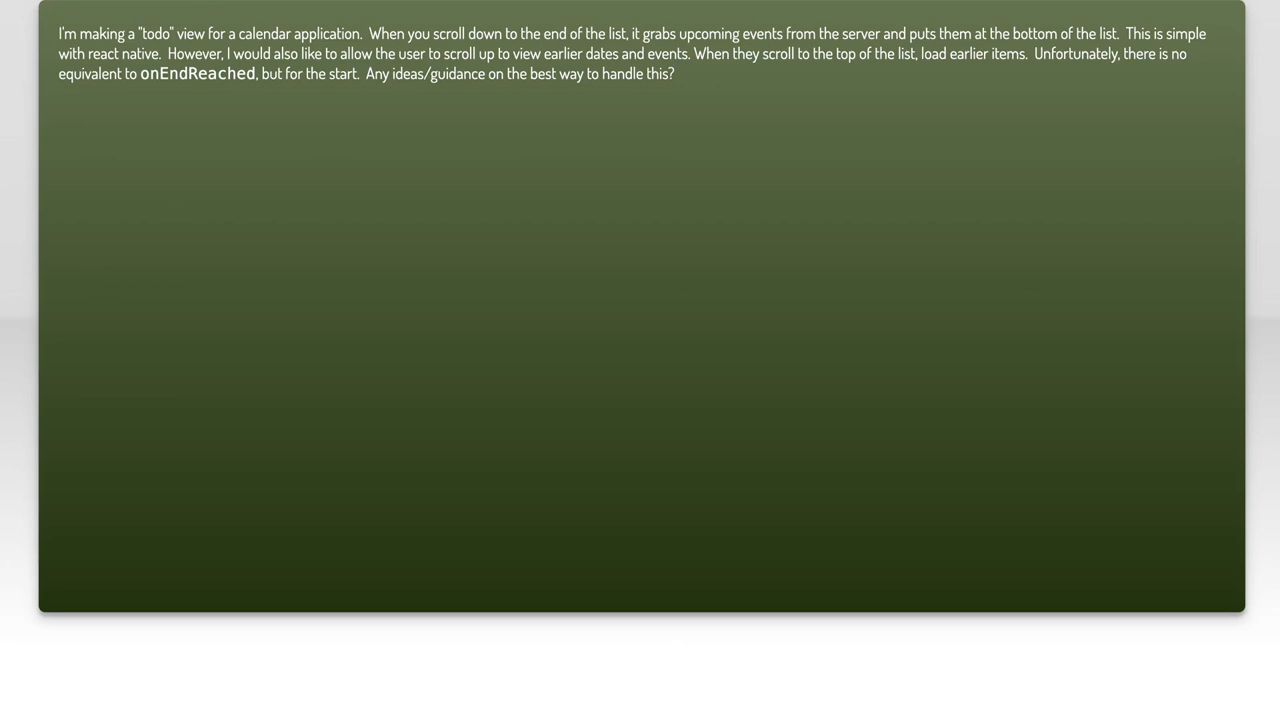 I'm making a "todo" view for a calendar application.  When you scroll down to the end of the list, it grabs upcoming events from the server and puts them at the bottom of the list.  This is simple
with react native.  However, I would also like to allow the user to scroll up to view earlier dates and events. When they scroll to the top of the list, load earlier items.  Unfortunately, there is no
equivalent to onEndReached, but for the start.  Any ideas/guidance on the best way to handle this?